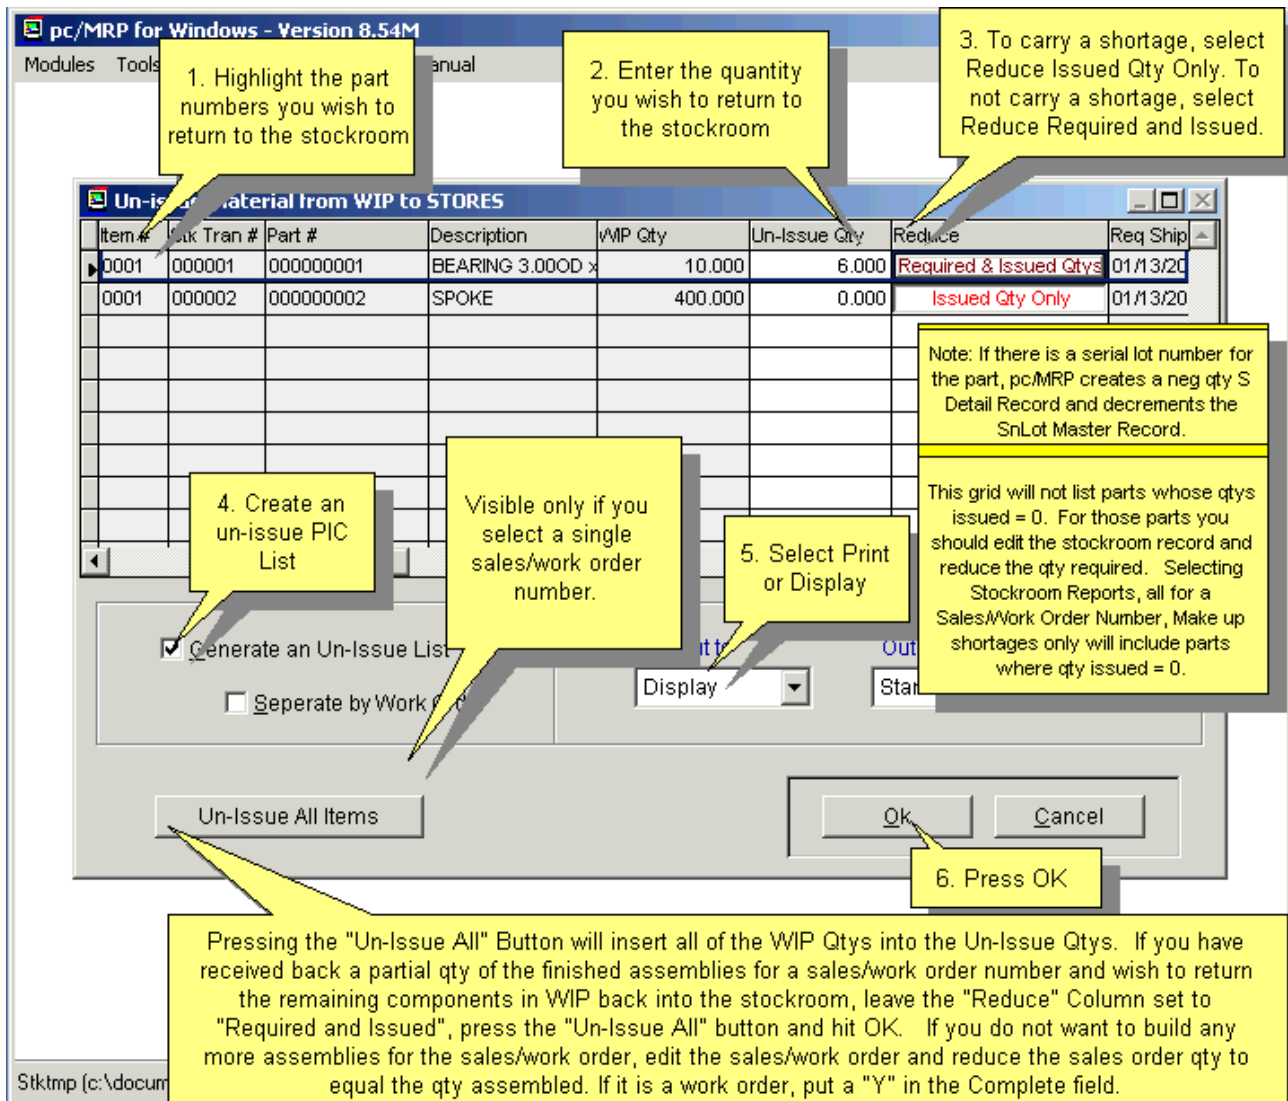 pc/MRP for Windows - Version 8.54M
Modules Tools anual
1. Highlight the part
numbers you wish to
return to the stockroom
2. Enter the quantity
you wish to return to
the stockroom
3. To carry a shortage, select
Reduce Issued Qty Only. To
not carry a shortage, select
Reduce Required and Issued.
Un-is aterial from WIP to STORES
Item # Stk Tran # Part # Description WIP Qty Un-Issue Qty Reduce Req Ship
0001 000001 000000001 BEARING 3.00OD x 10.000 6.000 Required & Issued Qtys 01/13/20
0001 000002 000000002 SPOKE 400.000 0.000 Issued Qty Only 01/13/20
Note: If there is a serial lot number for
the part, pc/MRP creates a neg qty S
Detail Record and decrements the
SnLot Master Record.
This grid will not list parts whose qtys
issued = 0. For those parts you
should edit the stockroom record and
reduce the qty required. Selecting
Stockroom Reports, all for a
Sales/Work Order Number, Make up
shortages only will include parts
where qty issued = 0.
4. Create an
un-issue PIC
List
Visible only if you
select a single
sales/work order
number.
5. Select Print
or Display
Generate an Un-Issue List
Seperate by Work
ut to
Out
Display
Star
Un-Issue All Items
Ok
Cancel
6. Press OK
Pressing the "Un-Issue All" Button will insert all of the WIP Qtys into the Un-Issue Qtys. If you have
received back a partial qty of the finished assemblies for a sales/work order number and wish to return
the remaining components in WIP back into the stockroom, leave the "Reduce" Column set to
"Required and Issued", press the "Un-Issue All" button and hit OK. If you do not want to build any
more assemblies for the sales/work order, edit the sales/work order and reduce the sales order qty to
equal the qty assembled. If it is a work order, put a "Y" in the Complete field.
Stktmp (c:\docum